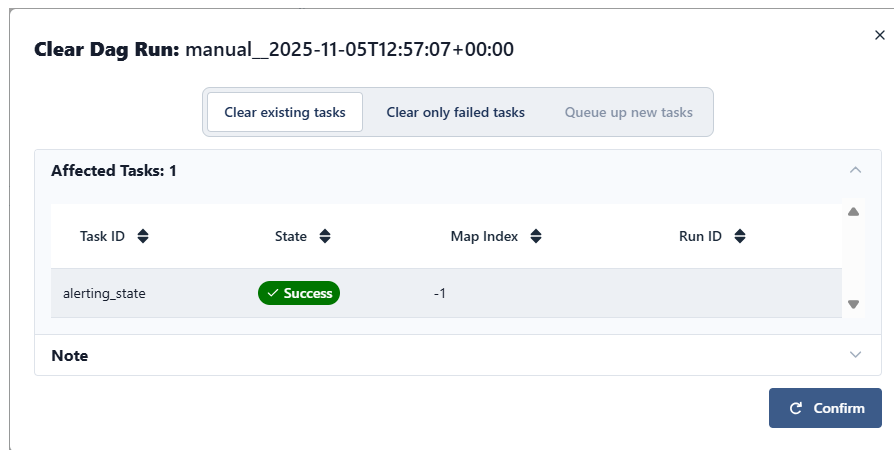 Clear Dag Run: manual__2025-11-05T12:57:07+00:00
Clear existing tasks Clear only failed tasks Queue up new tasks
Affected Tasks: 1
Task ID State Map Index Run ID
alerting_state Success -1
Note
Confirm